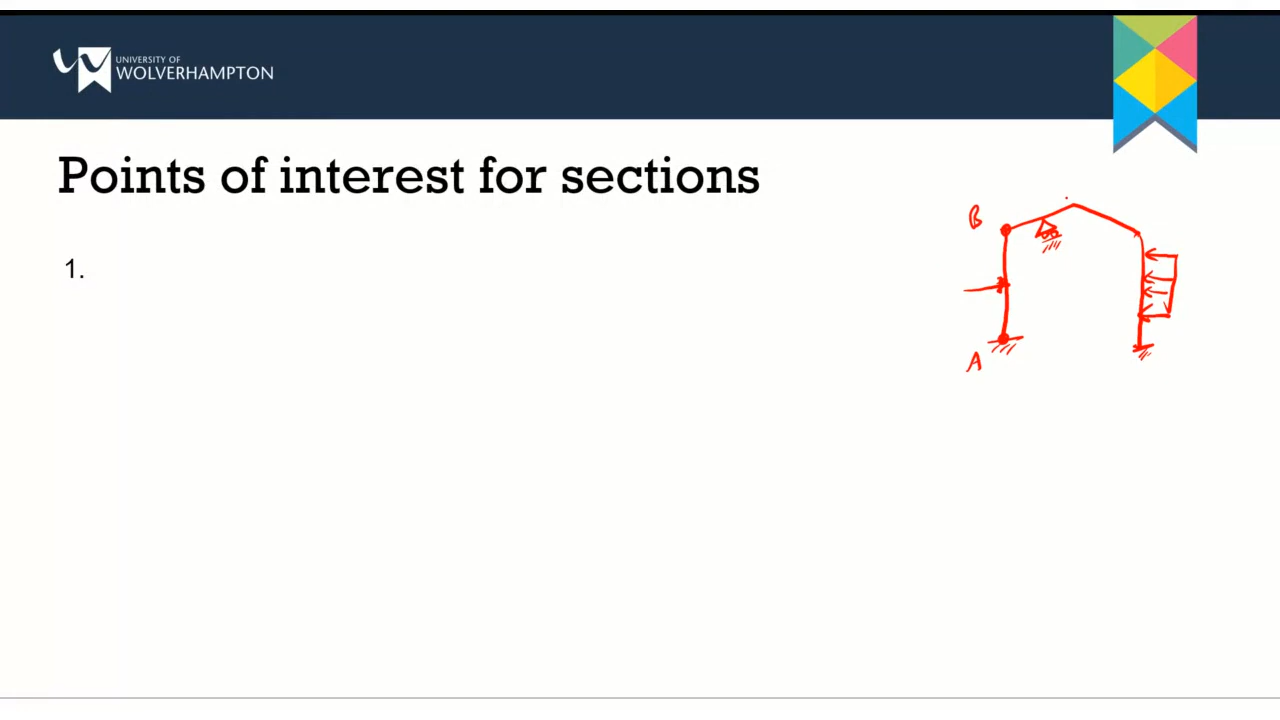 UNIVERSITY OF
WOLVERHAMPTON
Points of interest for sections
B
1.
A